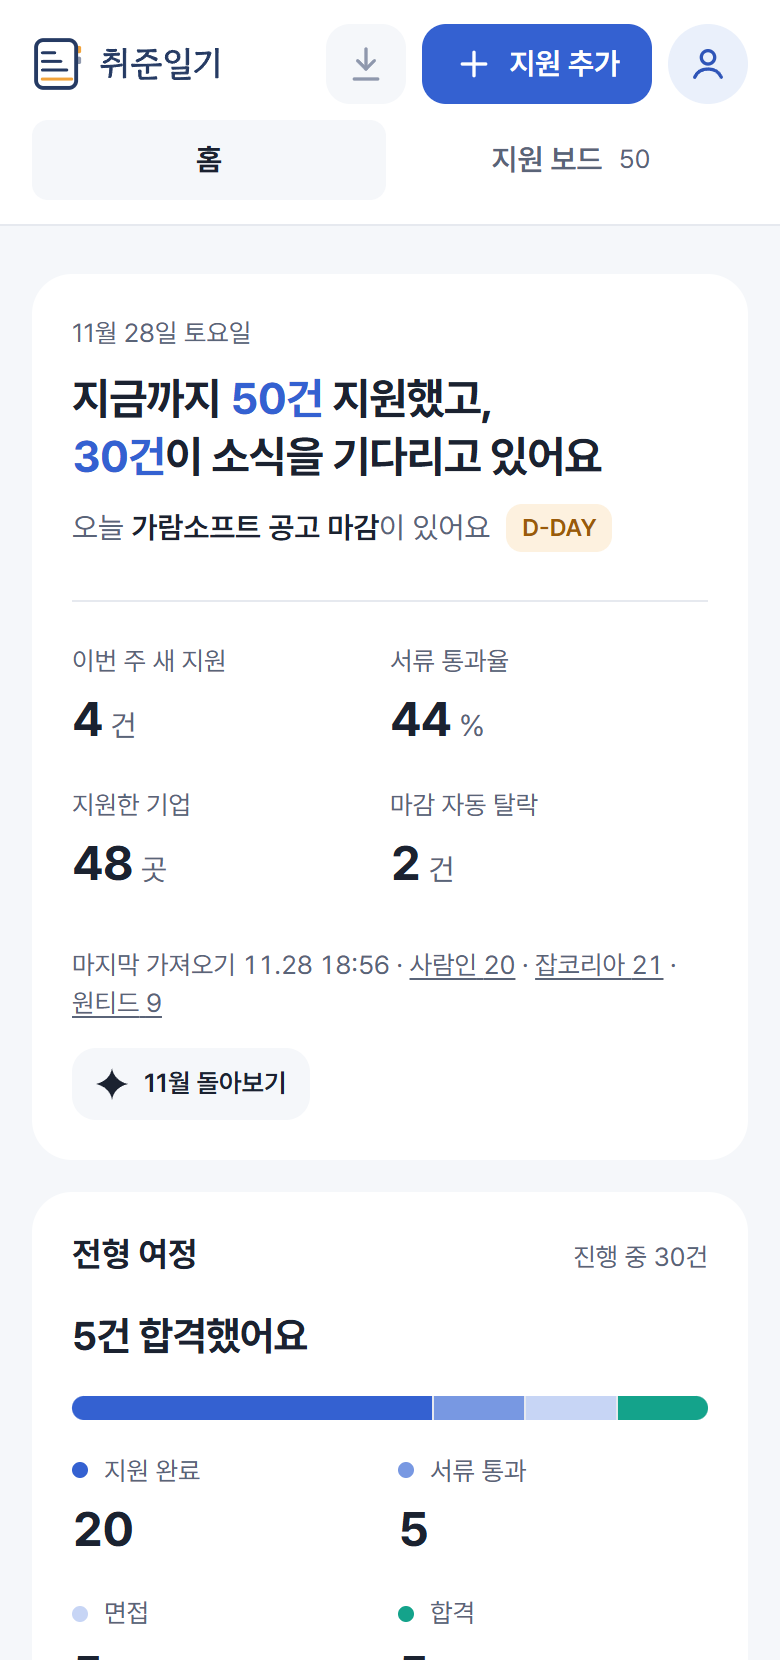 취준일기
지원 추가
홈
지원 보드 50
11월 28일 토요일
지금까지 50건 지원했고,
30건이 소식을 기다리고 있어요
오늘 가람소프트 공고 마감이 있어요 D-DAY
이번 주 새 지원
4 건
서류 통과율
44 %
지원한 기업
48 곳
마감 자동 탈락
2 건
마지막 가져오기 11.28 18:56 · 사람인 20 · 잡코리아 21 ·
원티드 9
11월 돌아보기
전형 여정
진행 중 30건
5건 합격했어요
지원 완료
20
서류 통과
5
면접
합격